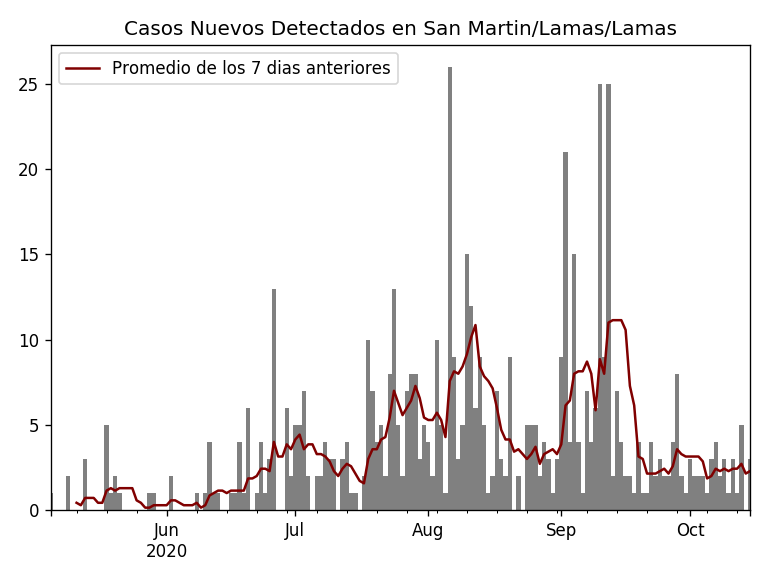 Casos Nuevos Detectados en San Martin/Lamas/Lamas
Promedio de los 7 dias anteriores
25
20
15
10
5
0
Jun
2020
Jul
Aug
Sep
Oct